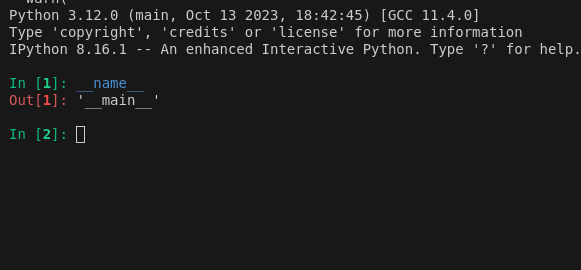 warn(
Python 3.12.0 (main, Oct 13 2023, 18:42:45) [GCC 11.4.0]
Type 'copyright', 'credits' or 'license' for more information
IPython 8.16.1 -- An enhanced Interactive Python. Type '?' for help.
In [1]: __name__
Out[1]: '__main__'
In [2]: